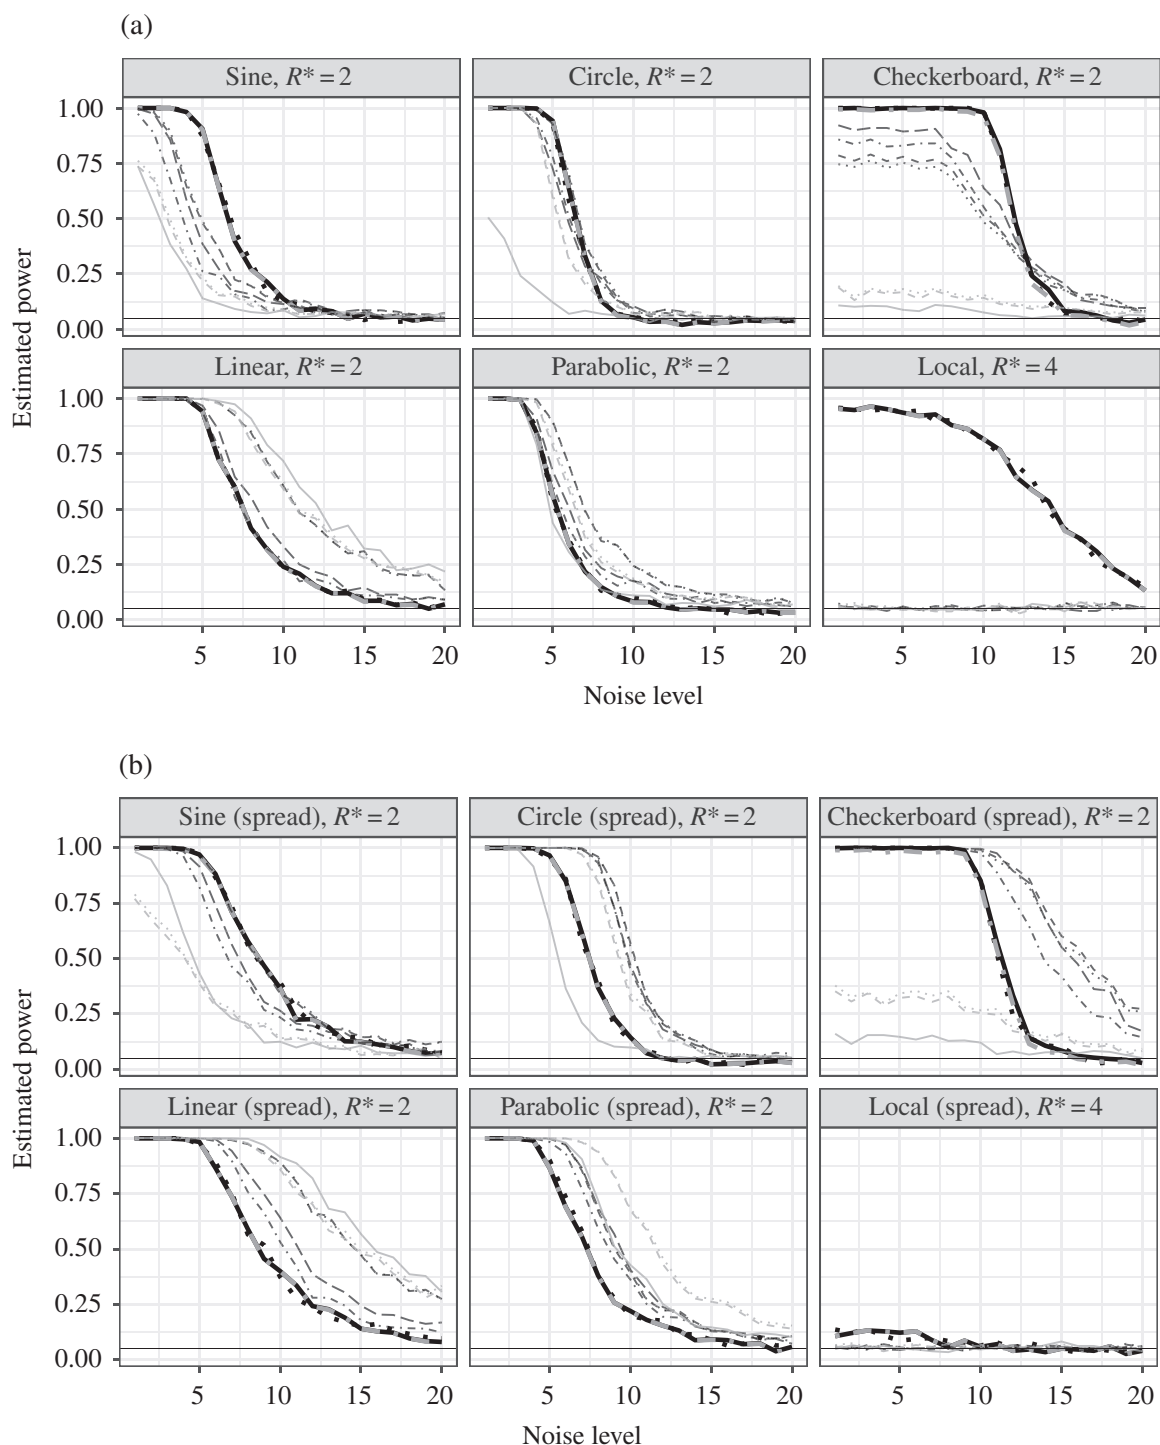 (a)
Sine, R* = 2
Circle, R* = 2
Checkerboard, R* = 2
1.00
0.75
0.50
0.25
0.00
Linear, R* = 2
Parabolic, R* = 2
Local, R* = 4
1.00
0.75
0.50
0.25
0.00
Estimated power
5 10 15 20 5 10 15 20 5 10 15 20
Noise level
(b)
Sine (spread), R* = 2
Circle (spread), R* = 2
Checkerboard (spread), R* = 2
1.00
0.75
0.50
0.25
0.00
Linear (spread), R* = 2
Parabolic (spread), R* = 2
Local (spread), R* = 4
1.00
0.75
0.50
0.25
0.00
Estimated power
5 10 15 20 5 10 15 20 5 10 15 20
Noise level